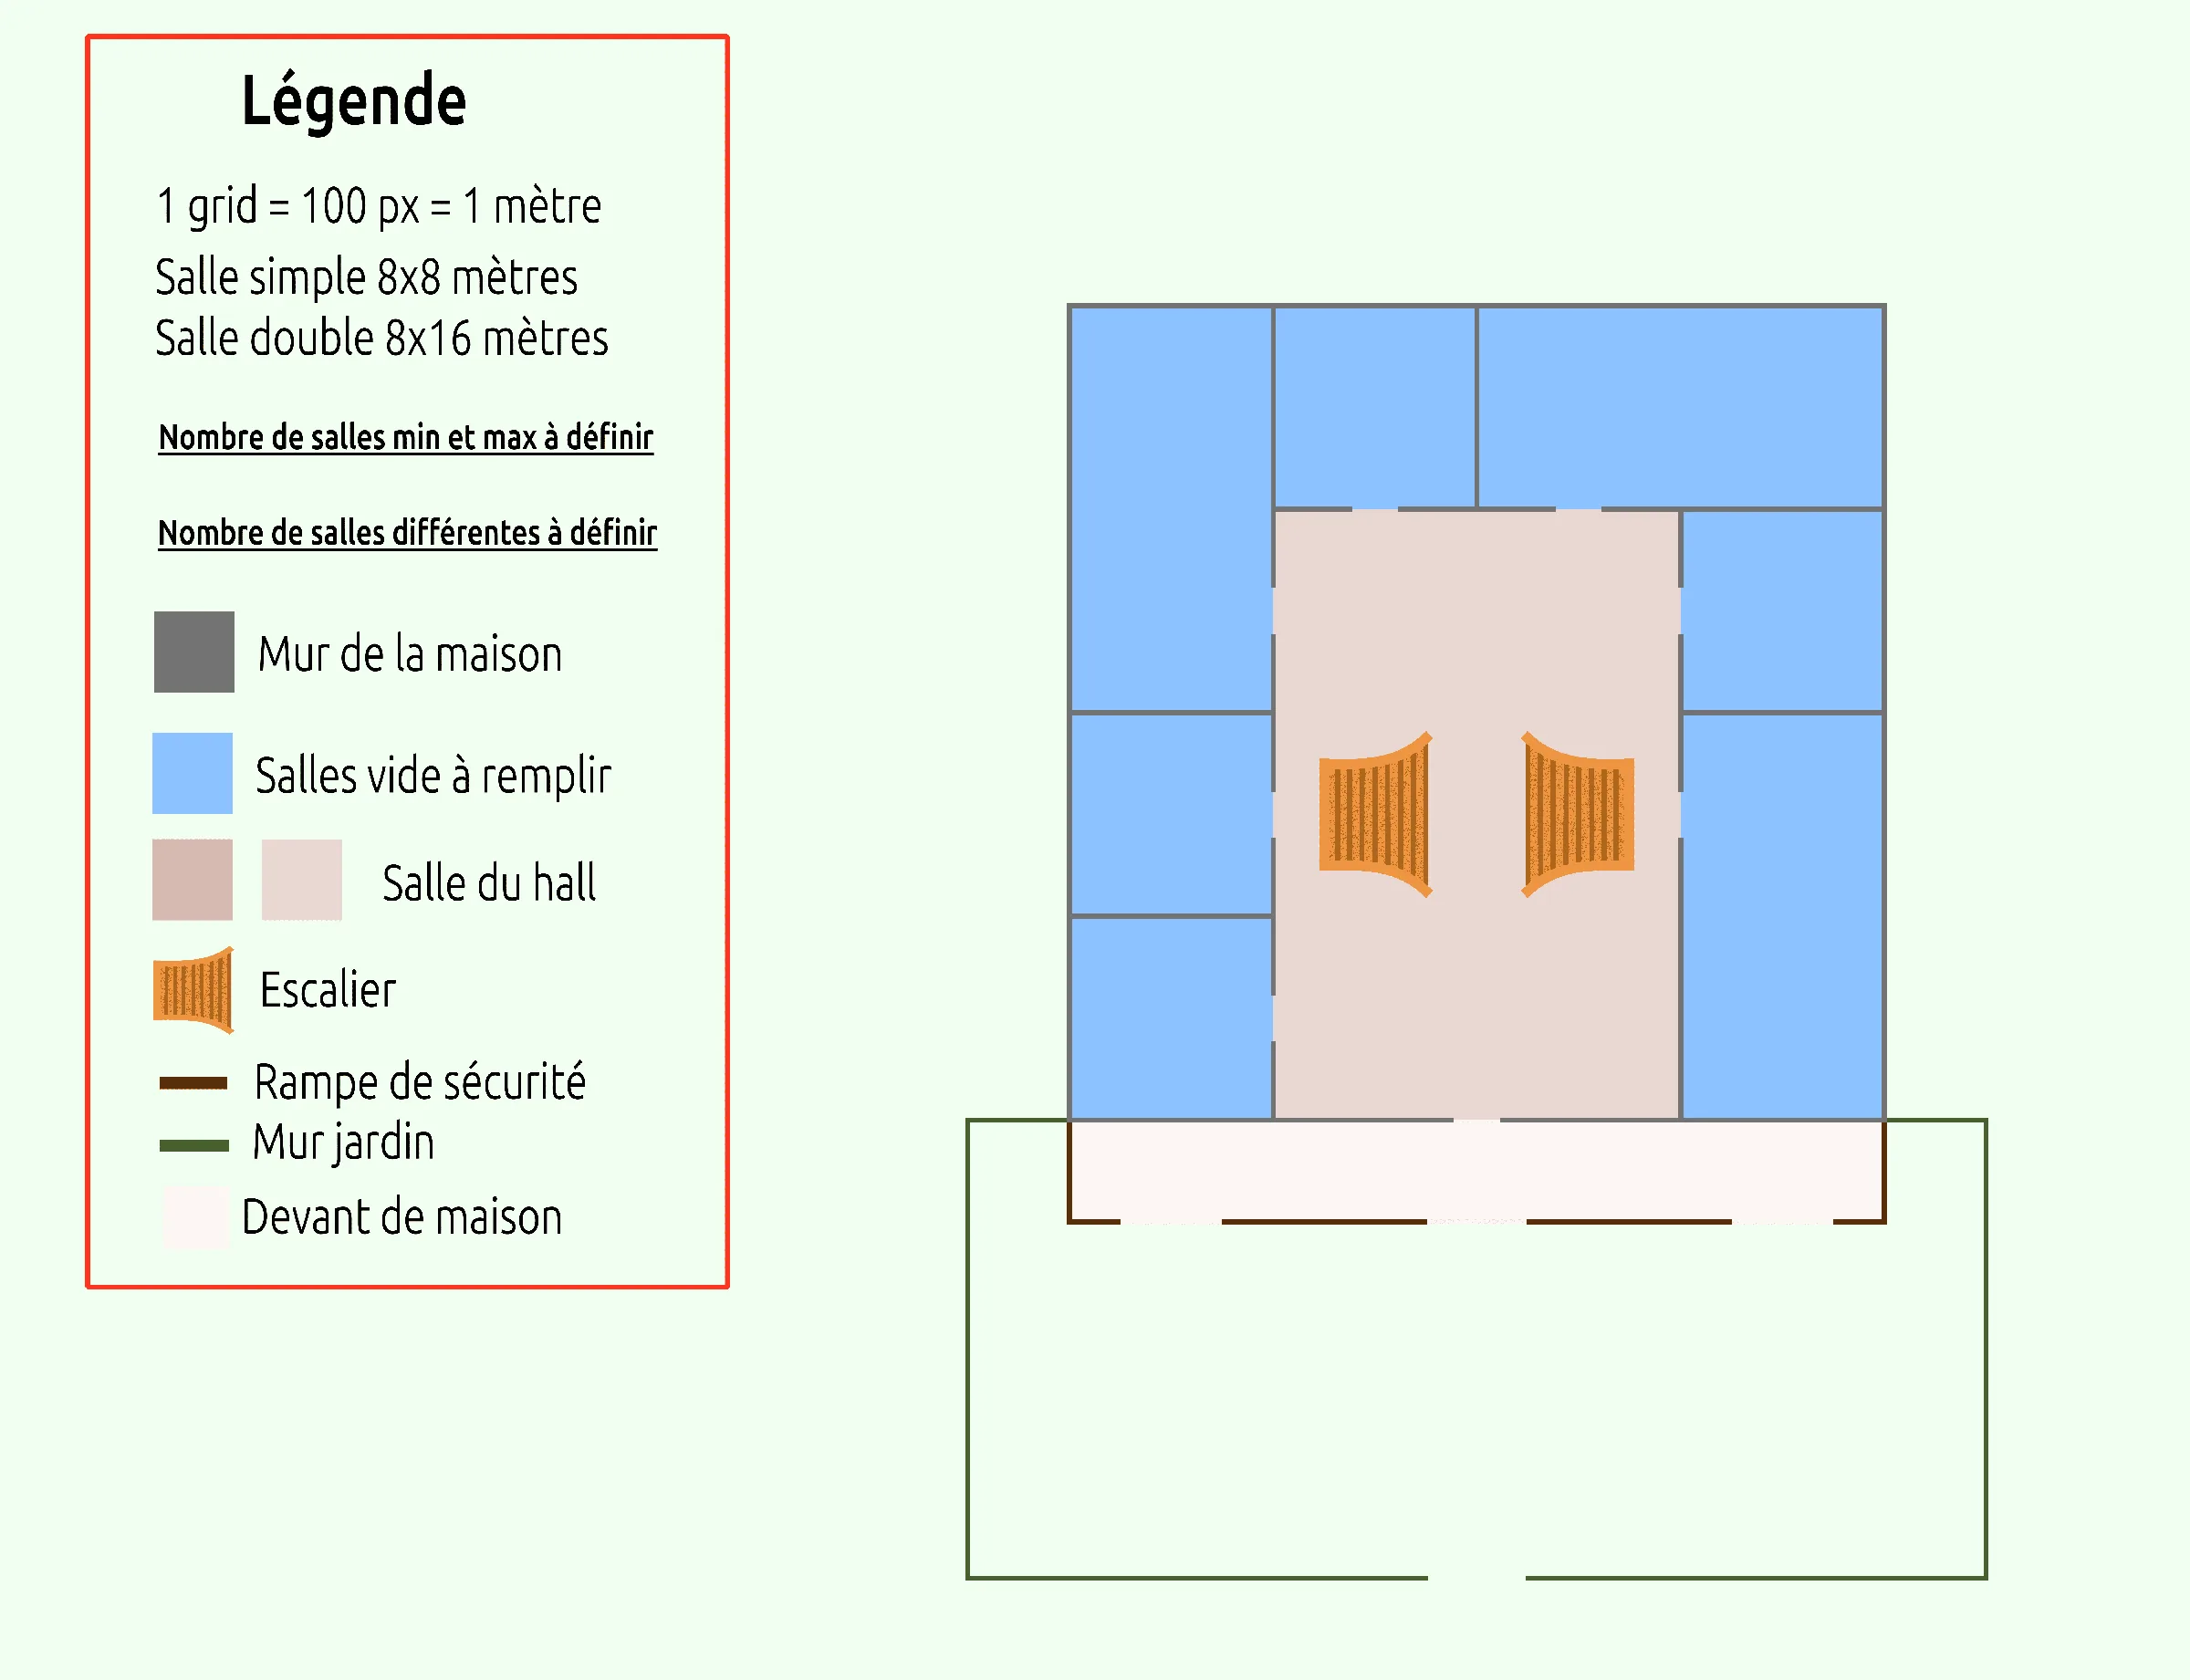 Légende
1 grid = 100 px = 1 mètre
Salle simple 8x8 mètres
Salle double 8x16 mètres
Nombre de salles min et max à définir
Nombre de salles différentes à définir
Mur de la maison
Salles vide à remplir
Salle du hall
Escalier
Rampe de sécurité
Mur jardin
Devant de maison